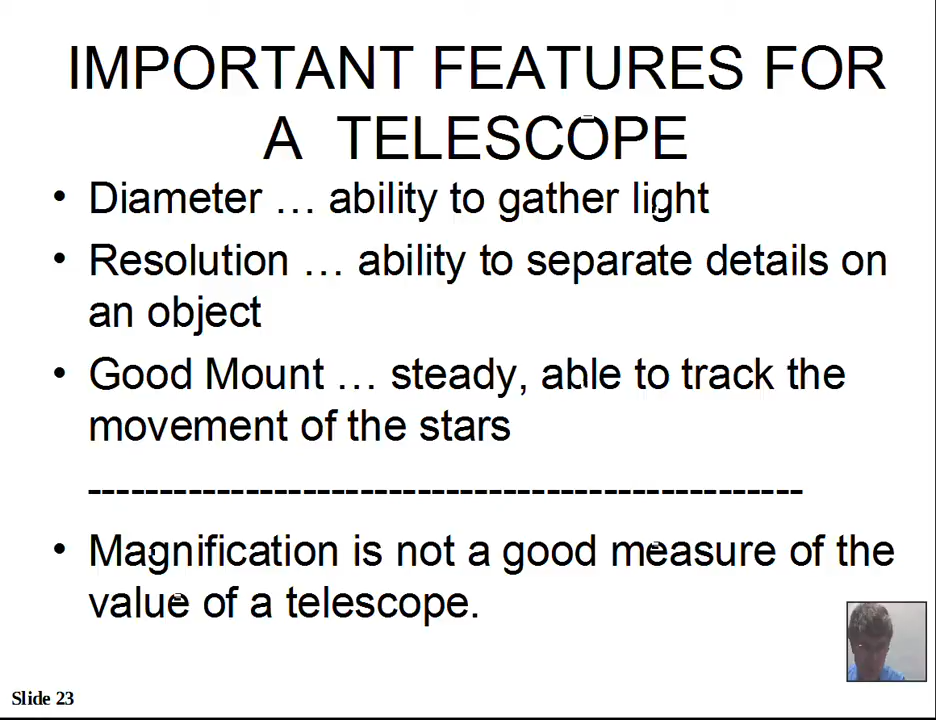 IMPORTANT FEATURES FOR
A TELESCOPE
• Diameter … ability to gather light
• Resolution … ability to separate details on
an object
• Good Mount … steady, able to track the
movement of the stars
--------------------------------------------------
• Magnification is not a good measure of the
value of a telescope.
Slide 23